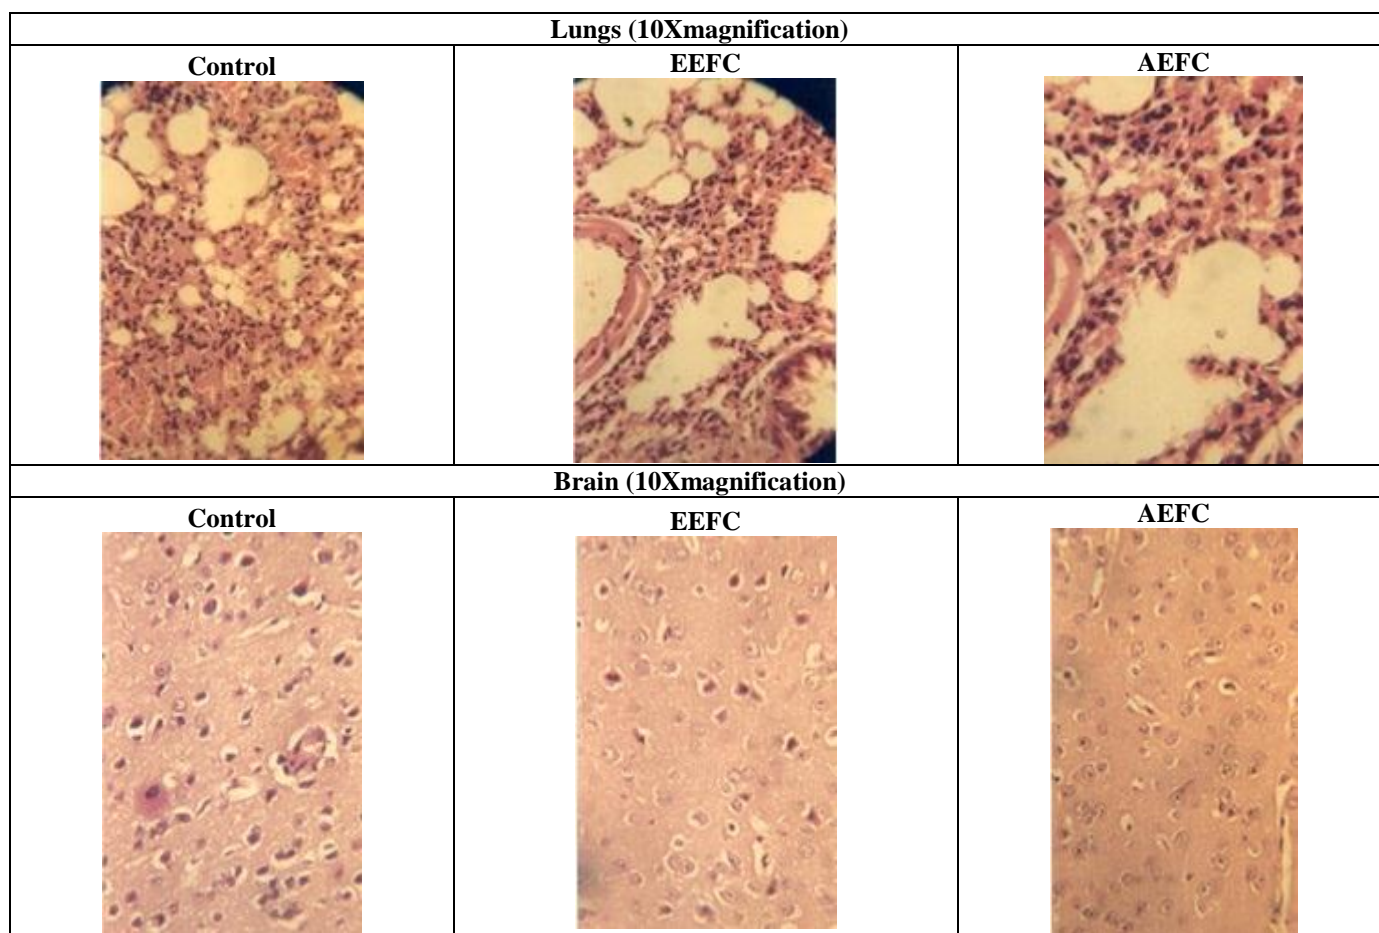 Lungs (10Xmagnification)
Control
EEFC
AEFC
Brain (10Xmagnification)
Control
EEFC
AEFC